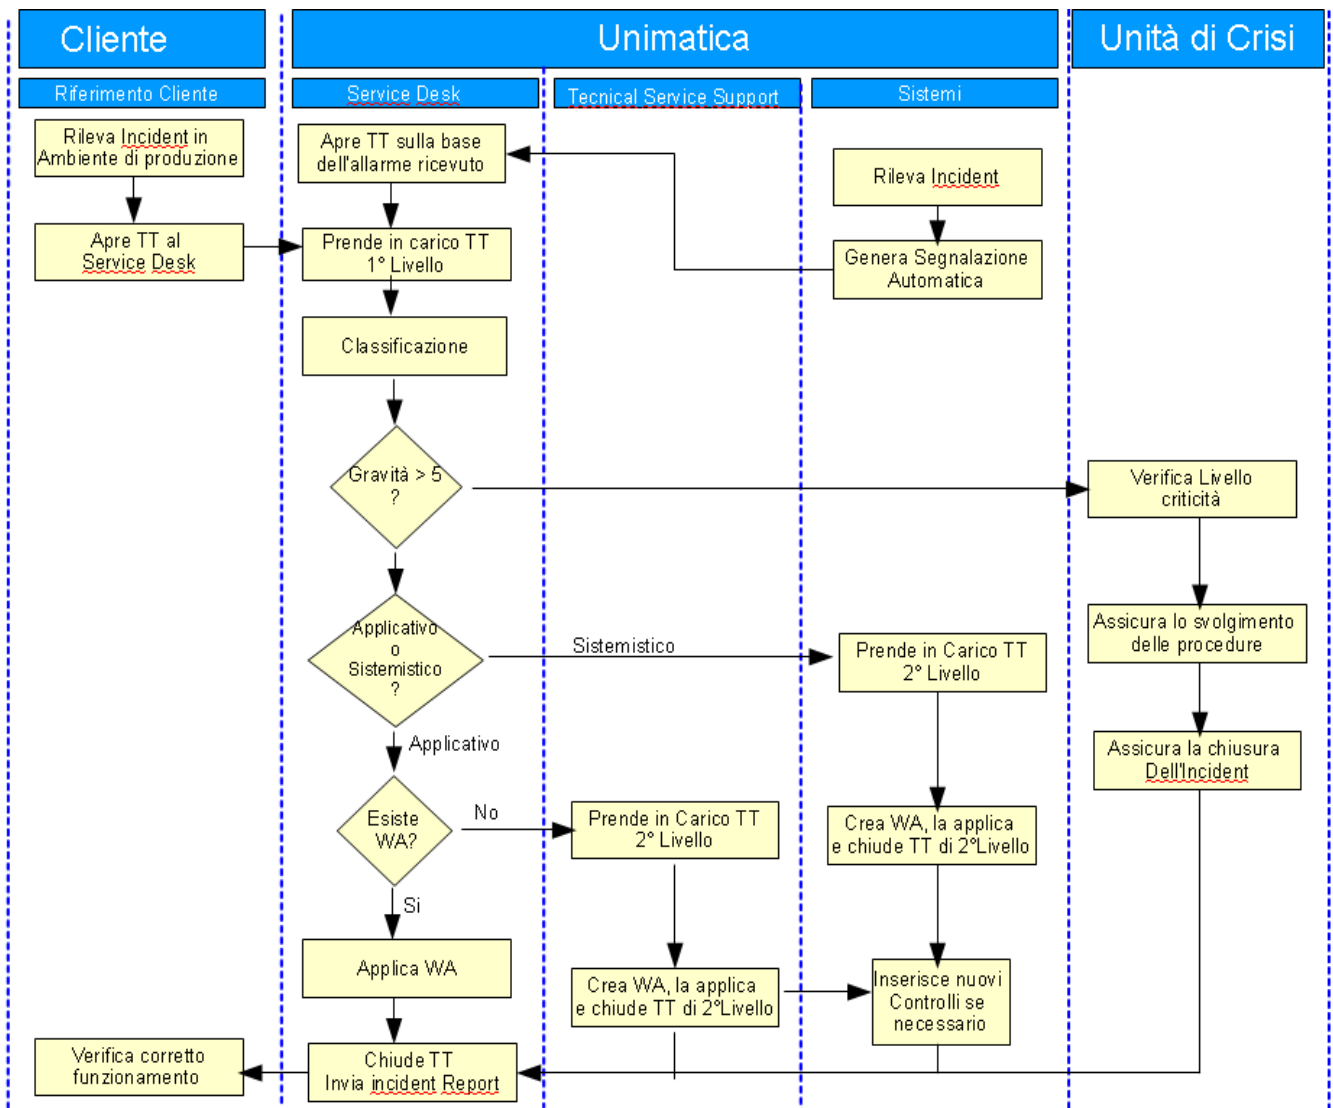 Cliente
Unimatica
Unità di Crisi
Riferimento Cliente
Service Desk
Tecnical Service Support
Sistemi
Rileva Incident in
Ambiente di produzione
Apre TT sulla base
dell'allarme ricevuto
Rileva Incident
Apre TT al
Service Desk
Prende in carico TT
1° Livello
Genera Segnalazione
Automatica
Classificazione
Gravità > 5
?
Verifica Livello
criticità
Applicativo
o
Sistemistico
?
Sistemistico
Prende in Carico TT
2° Livello
Assicura lo svolgimento
delle procedure
Applicativo
Assicura la chiusura
Dell'Incident
Esiste
WA?
No
Prende in Carico TT
2° Livello
Crea WA, la applica
e chiude TT di 2°Livello
Si
Applica WA
Crea WA, la applica
e chiude TT di 2°Livello
Inserisce nuovi
Controlli se
necessario
Verifica corretto
funzionamento
Chiude TT
Invia incident Report